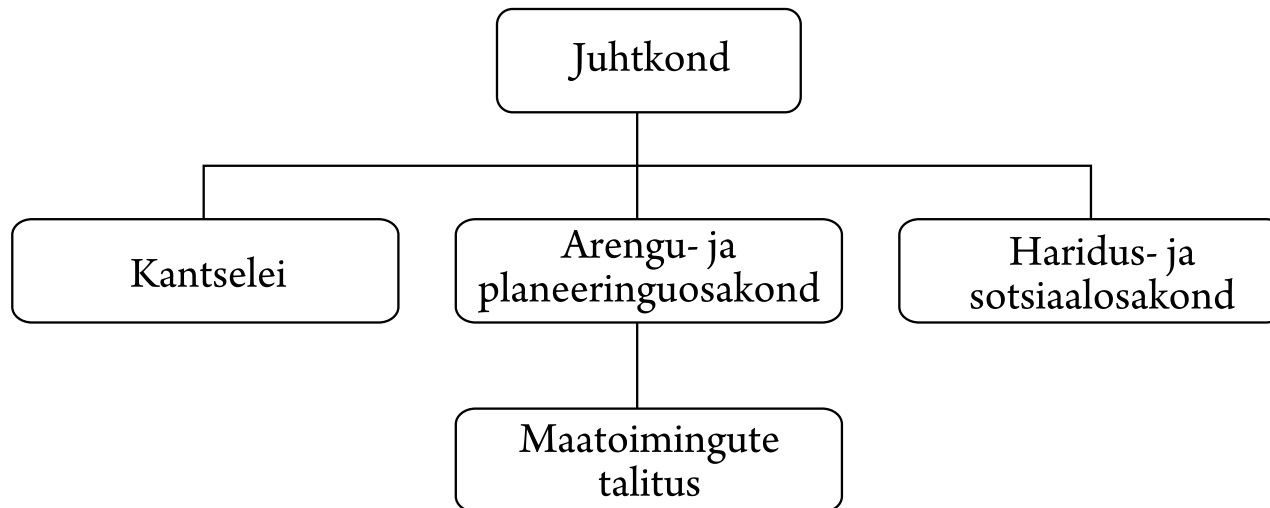 Juhtkond
Kantselei
Arengu- ja
planeeringuosakond
Haridus- ja
sotsiaalosakond
Maatoimingute
talitus